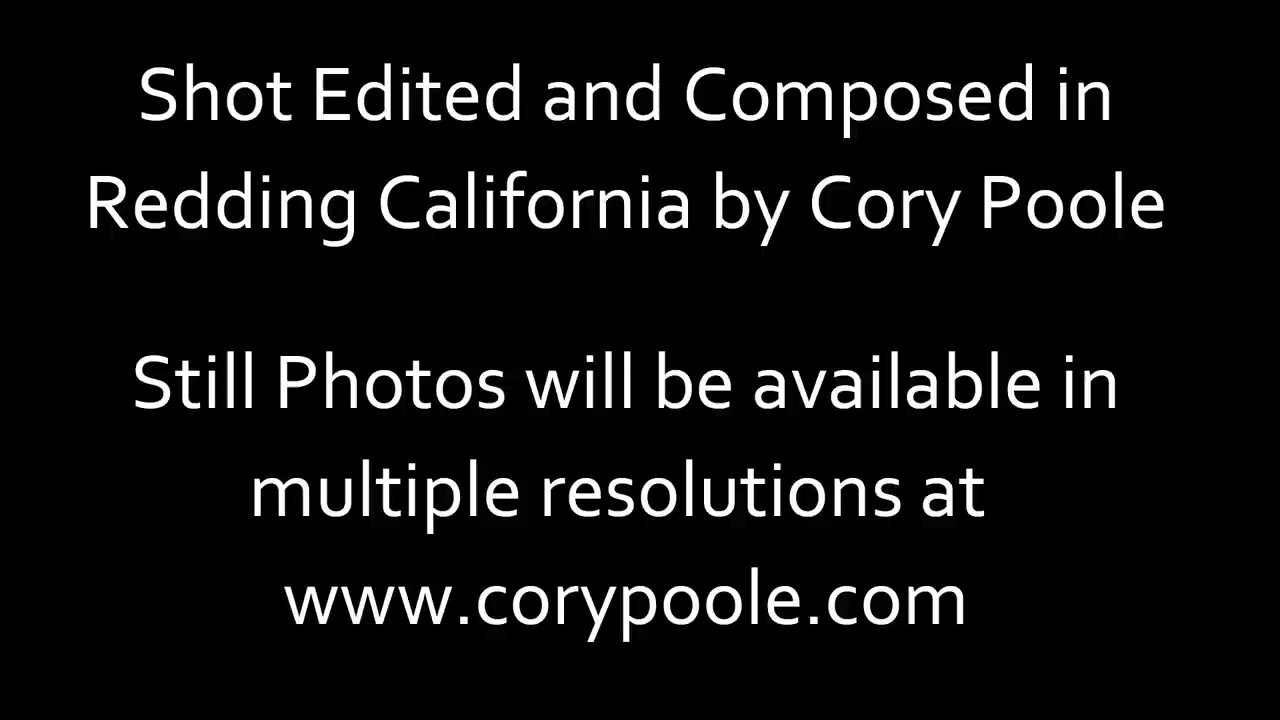 Shot Edited and Composed in
Redding California by Cory Poole
Still Photos will be available in
multiple resolutions at
www.corypoole.com